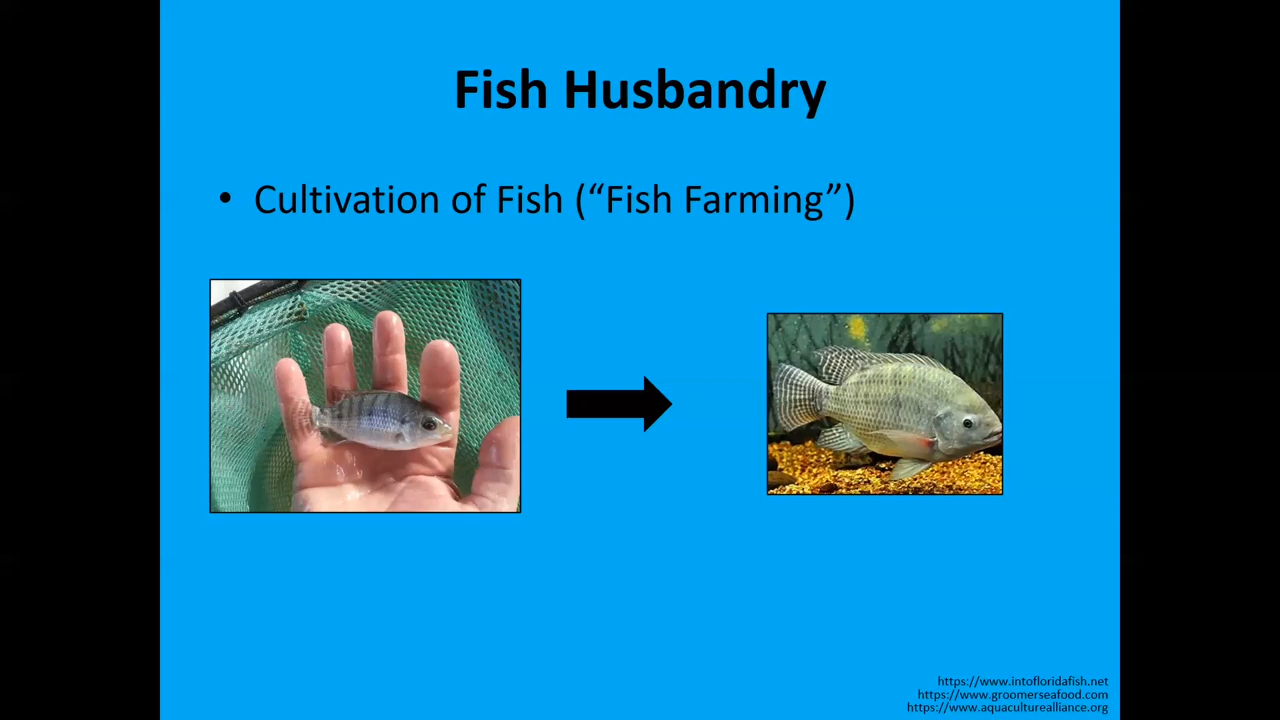 Fish Husbandry
• Cultivation of Fish (“Fish Farming”)
https://www.intofloridafish.net
https://www.groomerseafood.com
https://www.aquaculturealliance.org